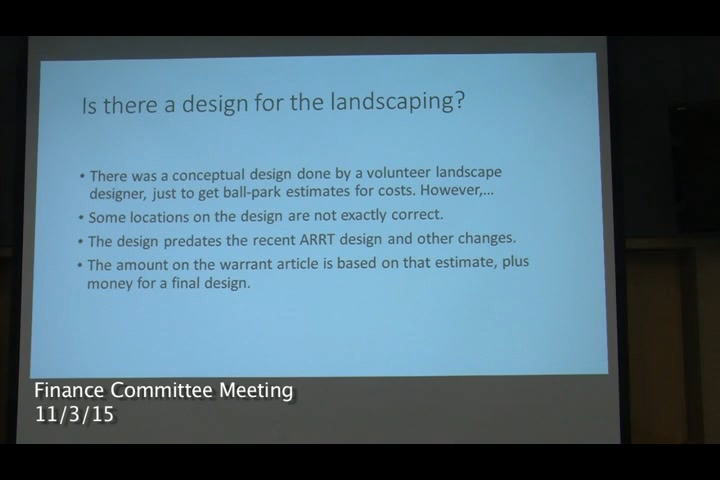 Is there a design for the landscaping?
• There was a conceptual design done by a volunteer landscape
designer, just to get ball-park estimates for costs. However,...
• Some locations on the design are not exactly correct.
• The design predates the recent ARRT design and other changes.
• The amount on the warrant article is based on that estimate, plus
money for a final design.
Finance Committee Meeting
11/3/15